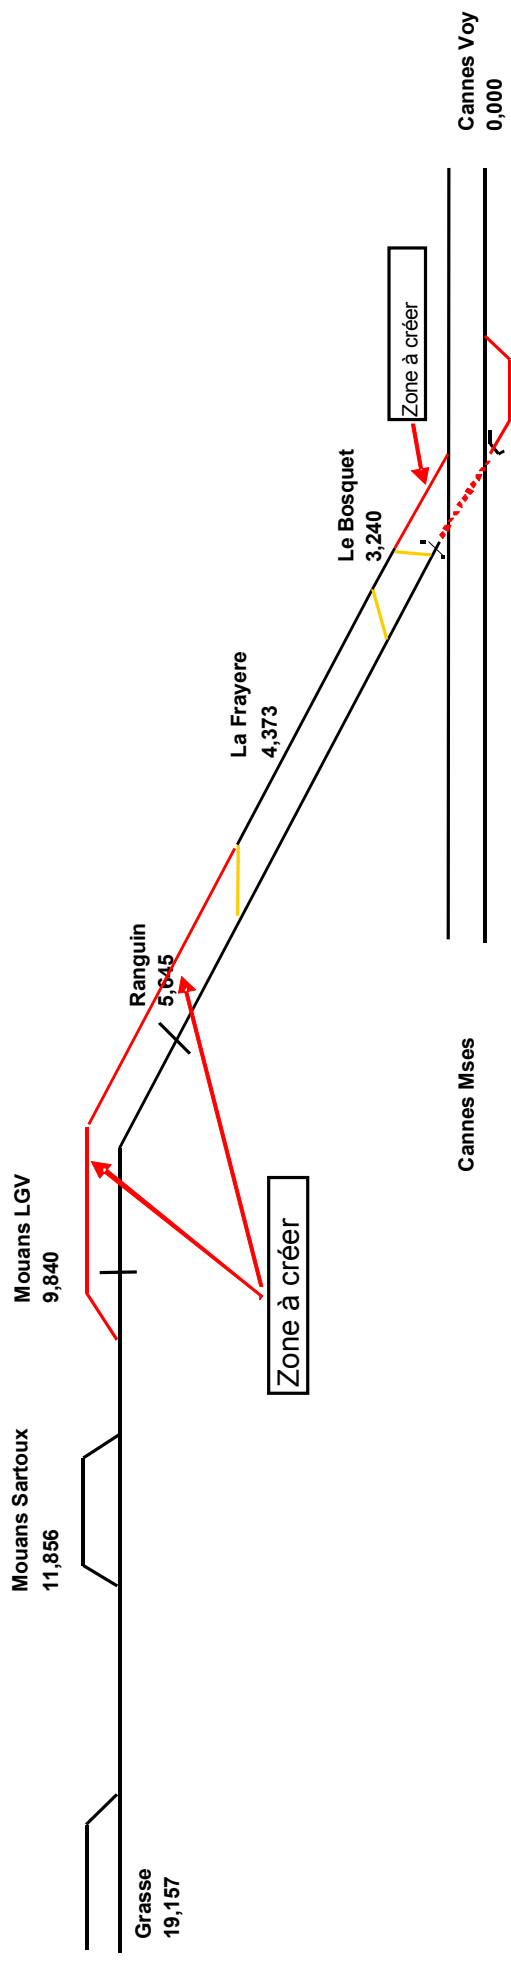 Grasse
19,157
Mouans Sartoux
11,856
Mouans LGV
9,840
Zone à créer
Ranguin
5,645
La Frayere
4,373
Le Bosquet
3,240
Zone à créer
Cannes Mses
Cannes Voy
0,000